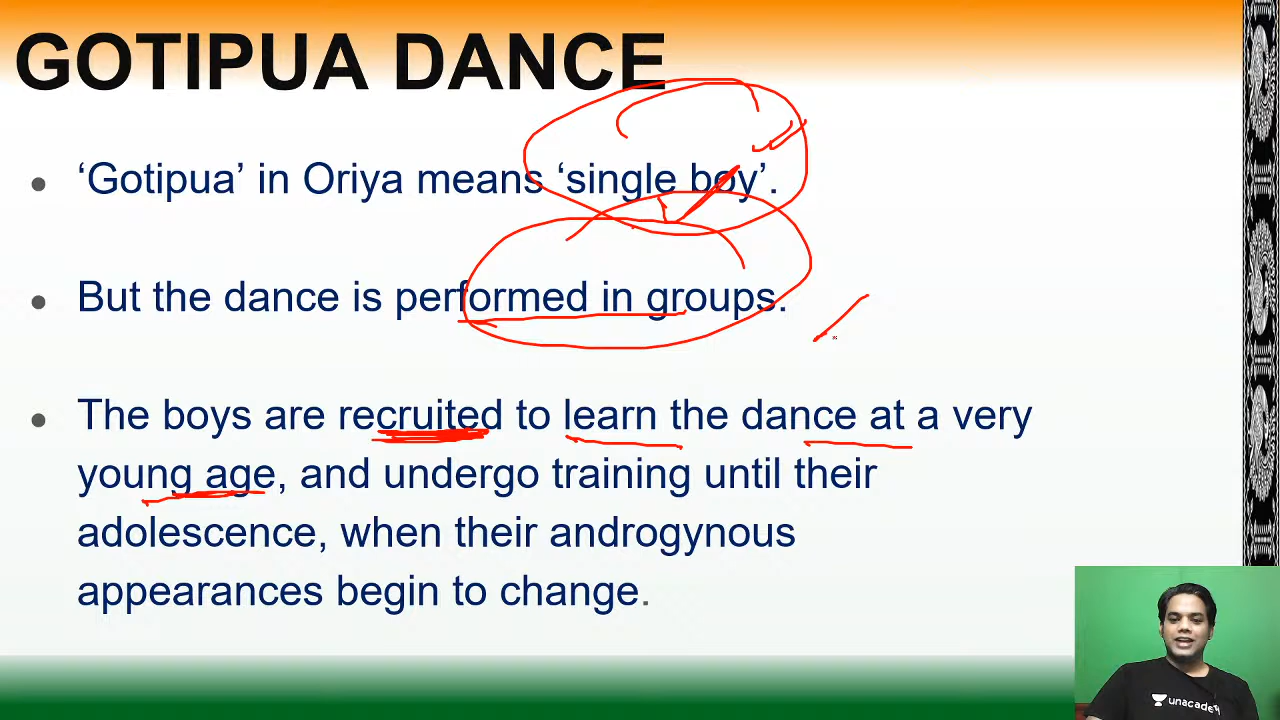 GOTIPUA DANCE
‘Gotipua’ in Oriya means ‘single boy’.
But the dance is performed in groups.
The boys are recruited to learn the dance at a very
young age, and undergo training until their
adolescence, when their androgynous
appearances begin to change.
unacademy